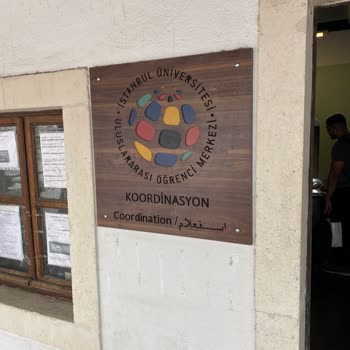 İSTANBUL ÜNİVERSİTESİ
ULUSLARARASI ÖĞRENCİ MERKEZİ
KOORDİNASYON
Coordination / استعلام